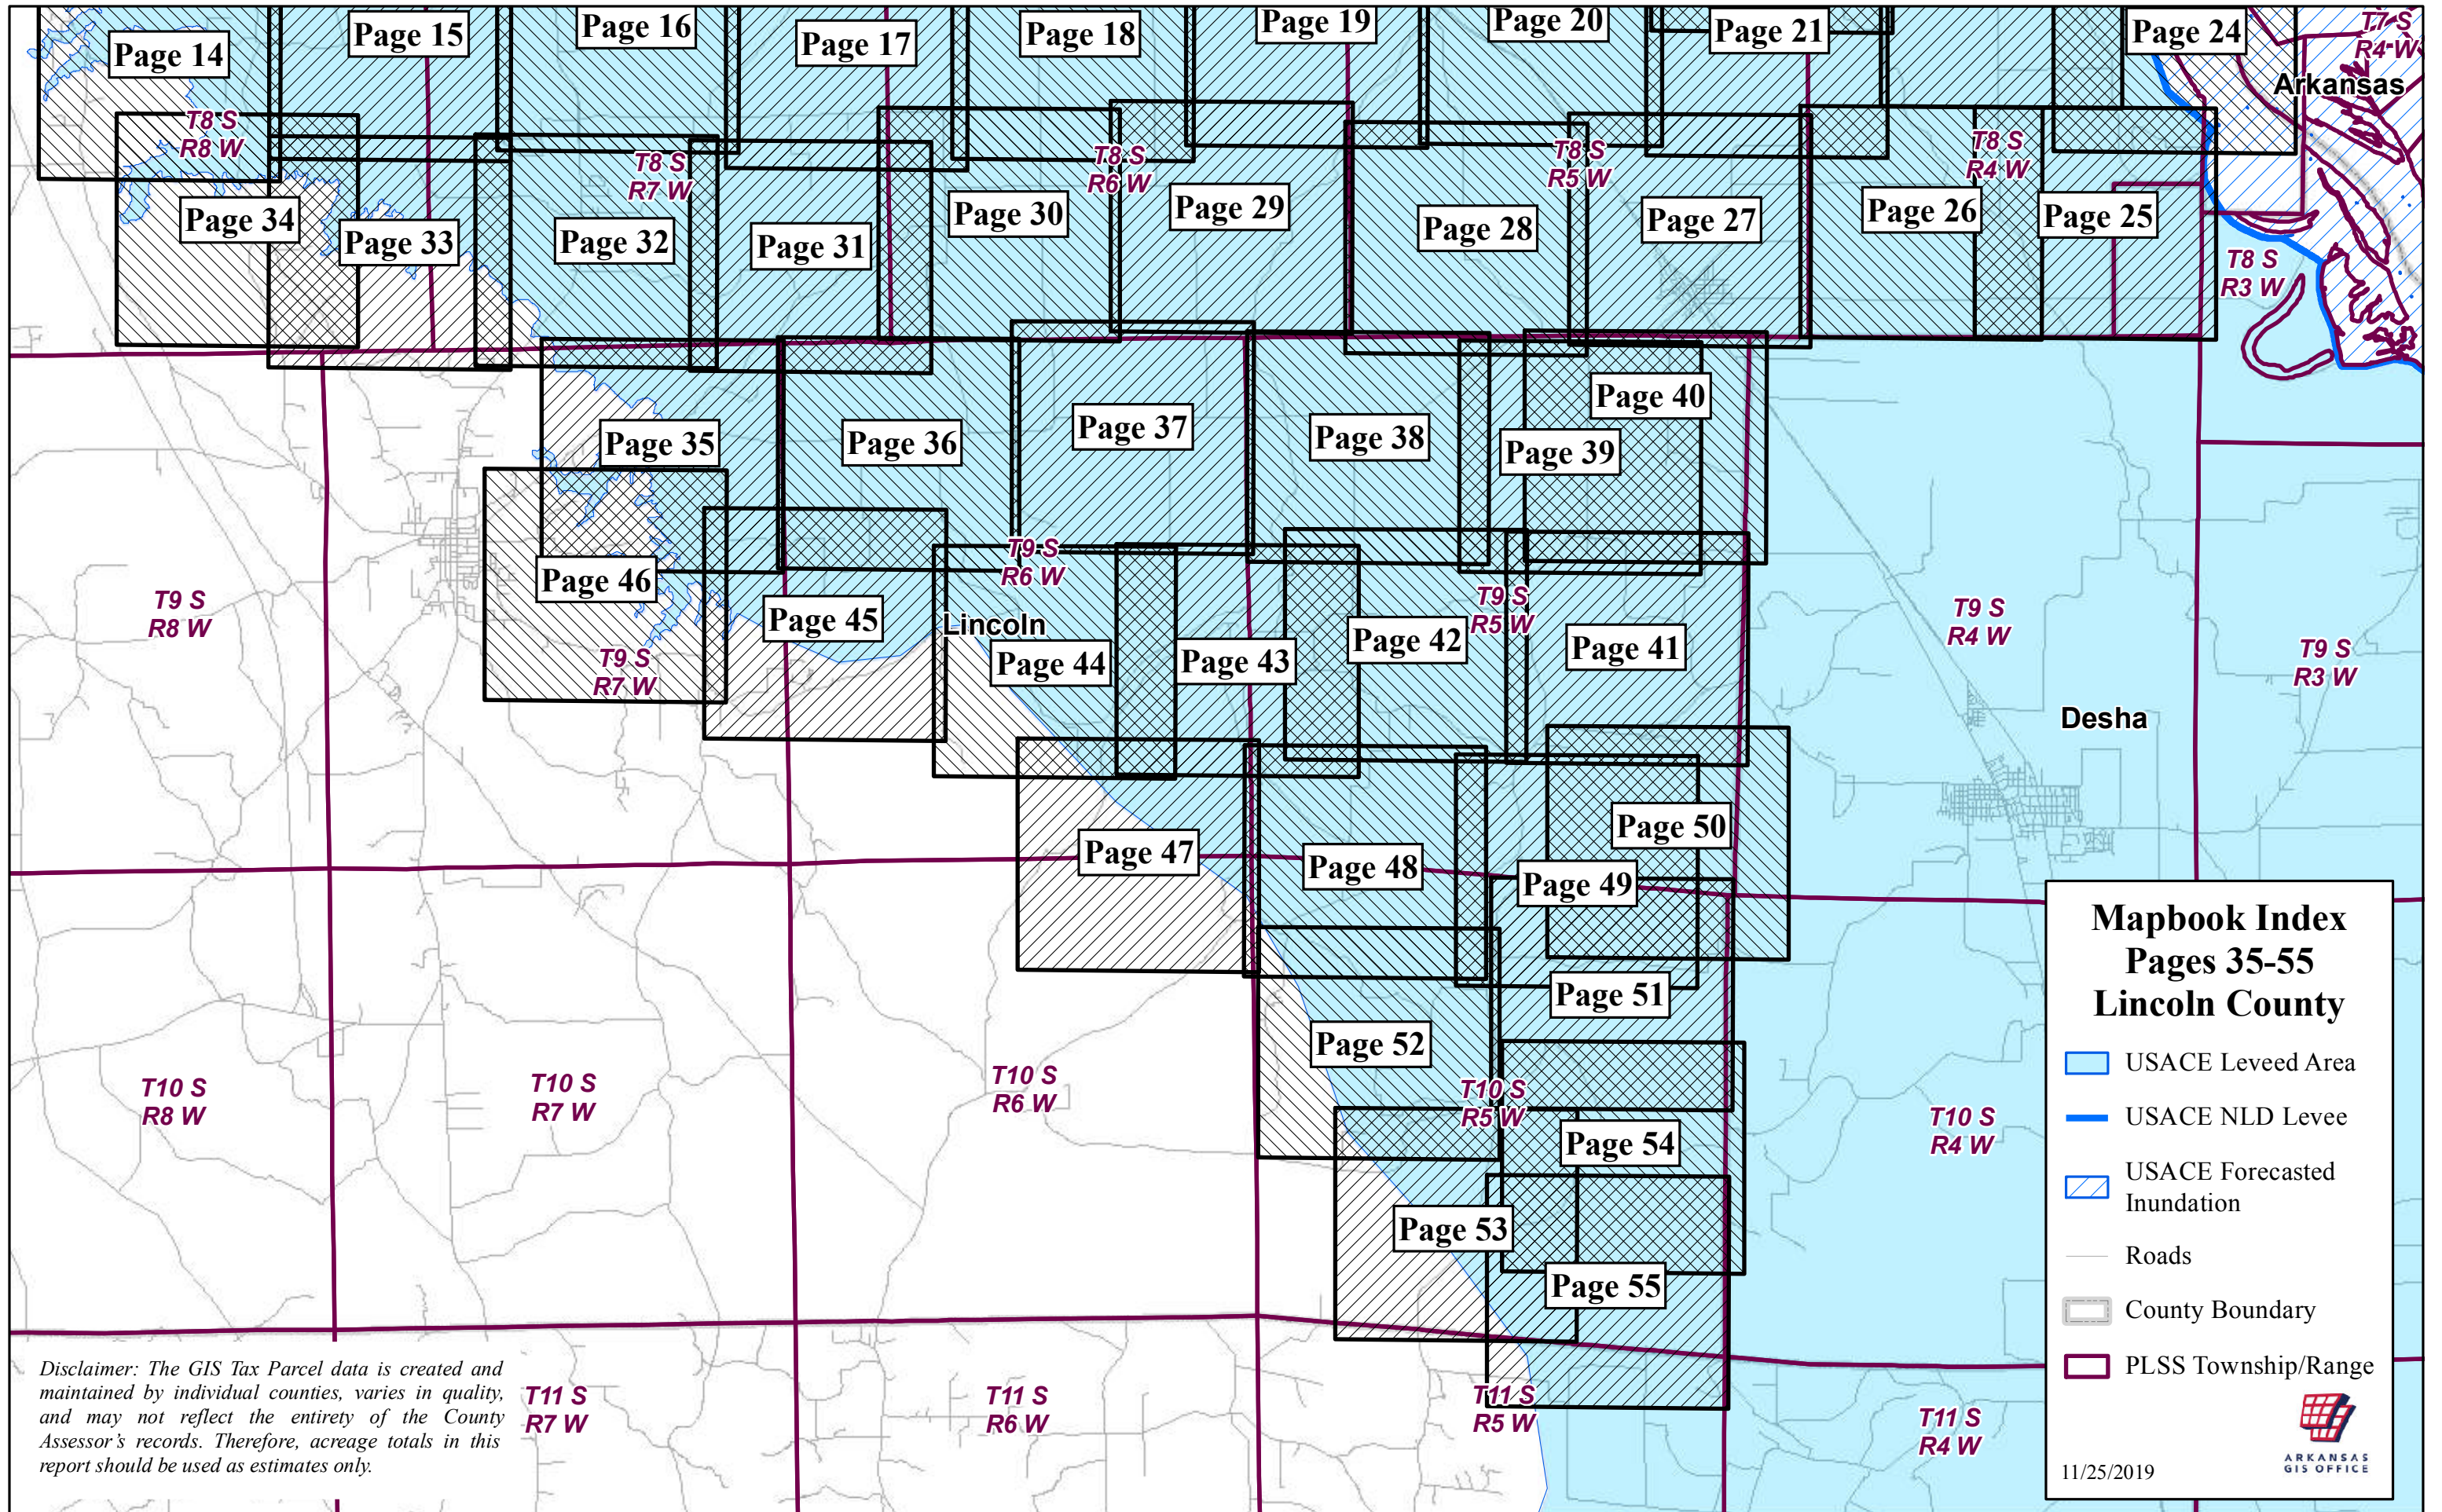 Page 14
Page 15
Page 16
Page 17
Page 18
Page 19
Page 20
Page 21
Page 24
T7 S
R4 W
Arkansas
T8 S
R8 W
T8 S
R7 W
T8 S
R6 W
T8 S
R5 W
T8 S
R4 W
Page 34
Page 33
Page 32
Page 31
Page 30
Page 29
Page 28
Page 27
Page 26
Page 25
T8 S
R3 W
Page 35
Page 36
Page 37
Page 38
Page 39
Page 40
T9 S
R8 W
Page 46
T9 S
R7 W
Page 45
Lincoln
T9 S
R6 W
Page 44
Page 43
Page 42
T9 S
R5 W
Page 41
T9 S
R4 W
T9 S
R3 W
Desha
Page 47
Page 48
Page 49
Page 50
Page 51
Page 52
T10 S
R8 W
T10 S
R7 W
T10 S
R6 W
T10 S
R5 W
T10 S
R4 W
Page 54
Page 53
Page 55
T11 S
R7 W
T11 S
R6 W
T11 S
R5 W
T11 S
R4 W
Mapbook Index
Pages 35-55
Lincoln County
USACE Leveed Area
USACE NLD Levee
USACE Forecasted
Inundation
Roads
County Boundary
PLSS Township/Range
11/25/2019
ARKANSAS
GIS OFFICE
Disclaimer: The GIS Tax Parcel data is created and
maintained by individual counties, varies in quality,
and may not reflect the entirety of the County
Assessor's records. Therefore, acreage totals in this
report should be used as estimates only.